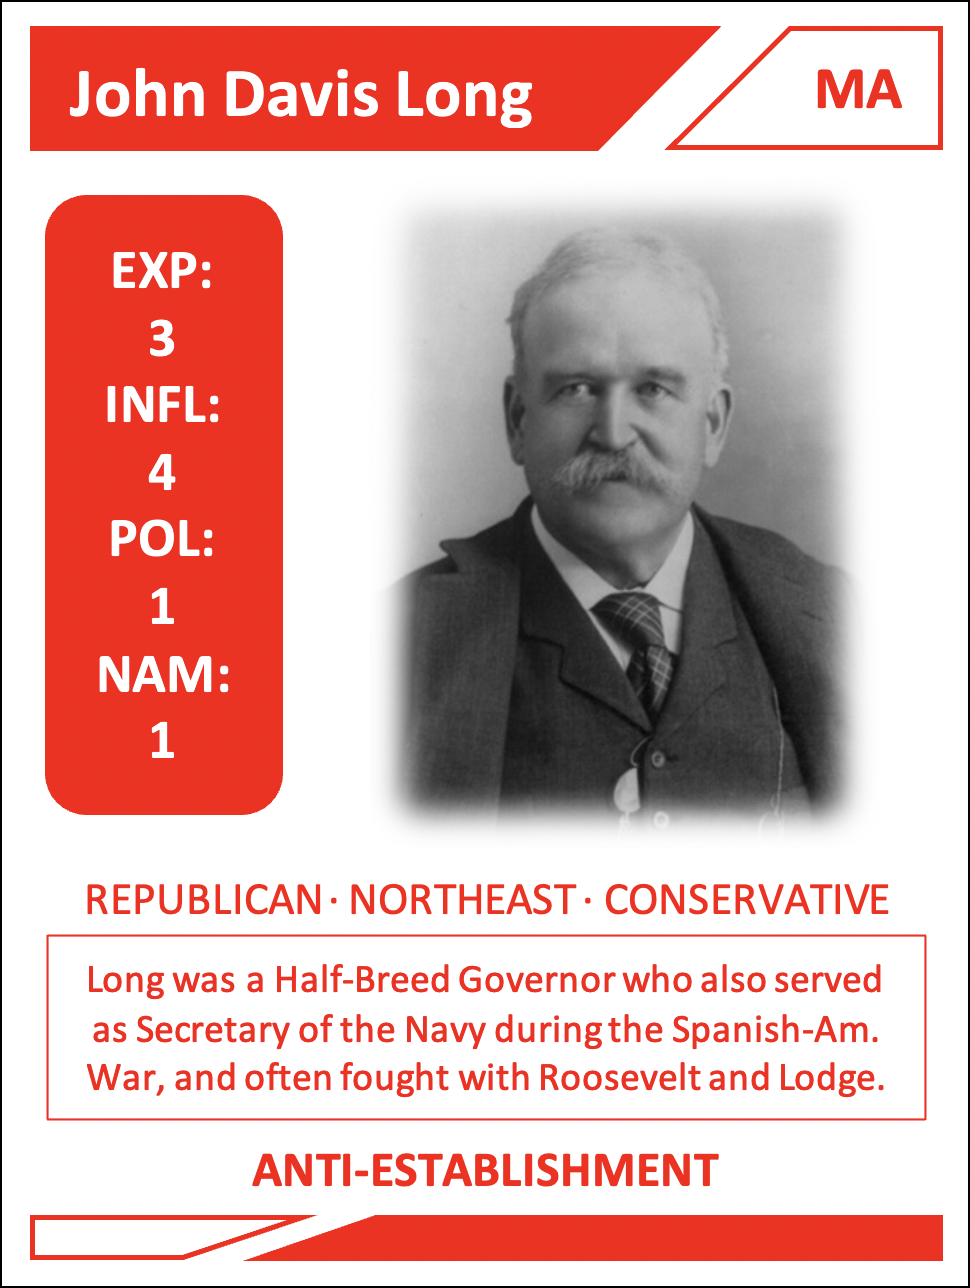 John Davis Long
MA
EXP:
3
INFL:
4
POL:
1
NAM:
1
REPUBLICAN · NORTHEAST · CONSERVATIVE
Long was a Half-Breed Governor who also served
as Secretary of the Navy during the Spanish-Am.
War, and often fought with Roosevelt and Lodge.
ANTI-ESTABLISHMENT